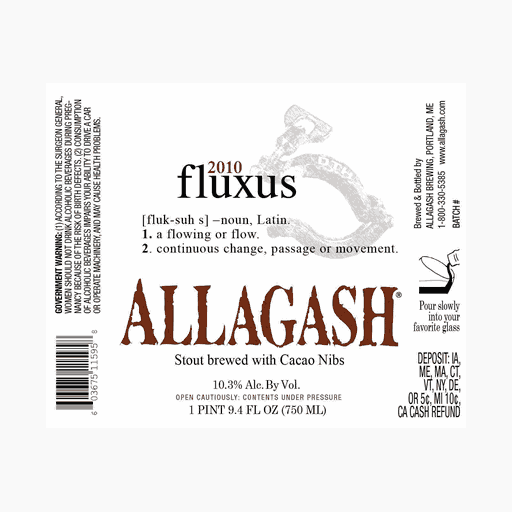 GOVERNMENT WARNING: (1) ACCORDING TO THE SURGEON GENERAL,
WOMEN SHOULD NOT DRINK ALCOHOLIC BEVERAGES DURING PREG-
NANCY BECAUSE OF THE RISK OF BIRTH DEFECTS. (2) CONSUMPTION
OF ALCOHOLIC BEVERAGES IMPAIRS YOUR ABILITY TO DRIVE A CAR
OR OPERATE MACHINERY, AND MAY CAUSE HEALTH PROBLEMS.
6 03675 11595 8
2010
fluxus
[fluk-suh s] –noun, Latin.
1. a flowing or flow.
2. continuous change, passage or movement.
ALLAGASH®
Stout brewed with Cacao Nibs
10.3% Alc. By Vol.
OPEN CAUTIOUSLY: CONTENTS UNDER PRESSURE
1 PINT 9.4 FL OZ (750 ML)
Brewed & Bottled by
ALLAGASH BREWING, PORTLAND, ME
1-800-330-5385 www.allagash.com
BATCH #
Pour slowly
into your
favorite glass
DEPOSIT: IA,
ME, MA, CT,
VT, NY, DE,
OR 5¢, MI 10¢,
CA CASH REFUND